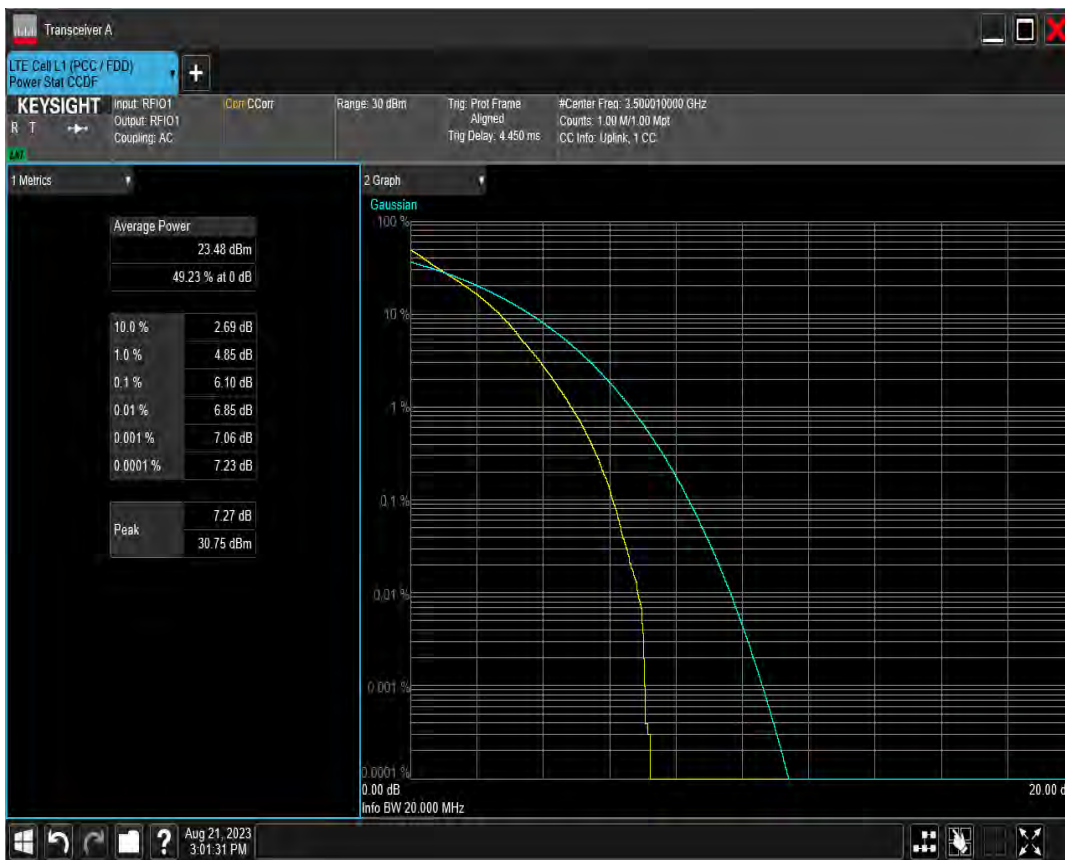 Transceiver A
LTE Cell L1 (PCC / FDD)
Power Stat CCDF
+
KEYSIGHT
R T
LNI
Input: RFIO1
Output: RFIO1
Coupling: AC
Corr CCorr
Range: 30 dBm
Trig: Prot Frame
Aligned
Trig Delay: 4.450 ms
#Center Freq: 3.500010000 GHz
Counts: 1.00 M/1.00 Mpt
CC Info: Uplink, 1 CC
1 Metrics
Average Power
23.48 dBm
49.23 % at 0 dB
10.0 % 2.69 dB
1.0 % 4.85 dB
0.1 % 6.10 dB
0.01 % 6.85 dB
0.001 % 7.06 dB
0.0001 % 7.23 dB
Peak 7.27 dB
30.75 dBm
2 Graph
Gaussian
100 %
10 %
1 %
0.1 %
0.01 %
0.001 %
0.0001 %
0.00 dB
20.00 d
Info BW 20.000 MHz
?
Aug 21, 2023
3:01:31 PM